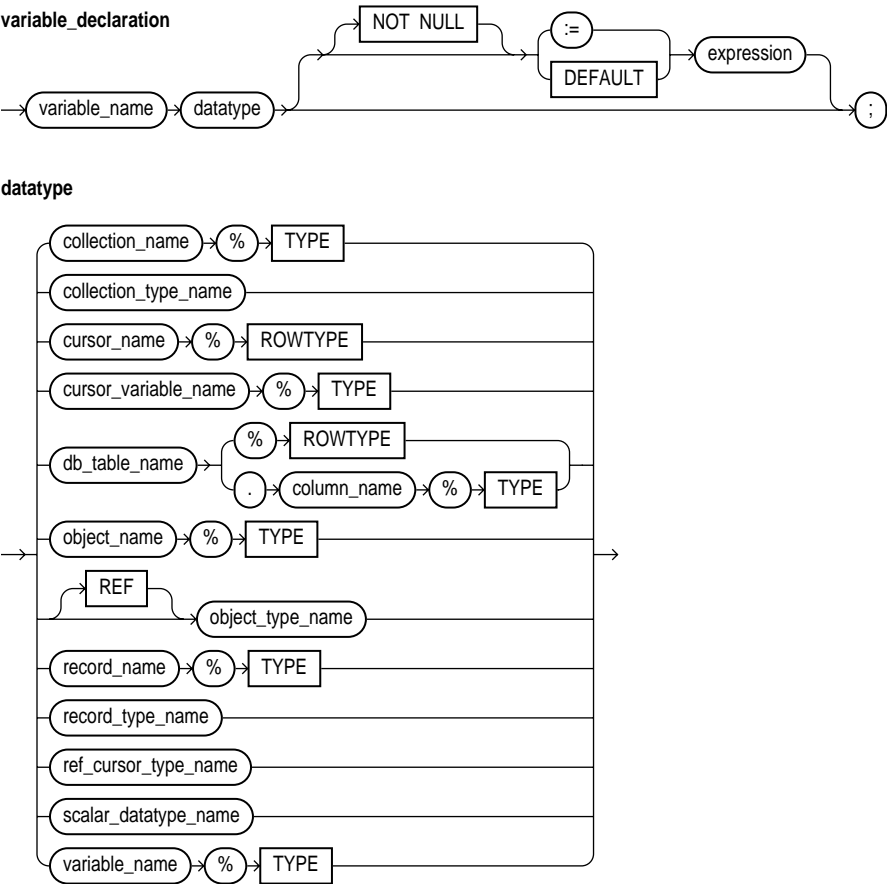 variable_declaration
NOT NULL
:=
DEFAULT
expression
variable_name datatype ;
datatype
collection_name % TYPE
collection_type_name
cursor_name % ROWTYPE
cursor_variable_name % TYPE
db_table_name
% ROWTYPE
. column_name % TYPE
object_name % TYPE
REF
object_type_name
record_name % TYPE
record_type_name
ref_cursor_type_name
scalar_datatype_name
variable_name % TYPE